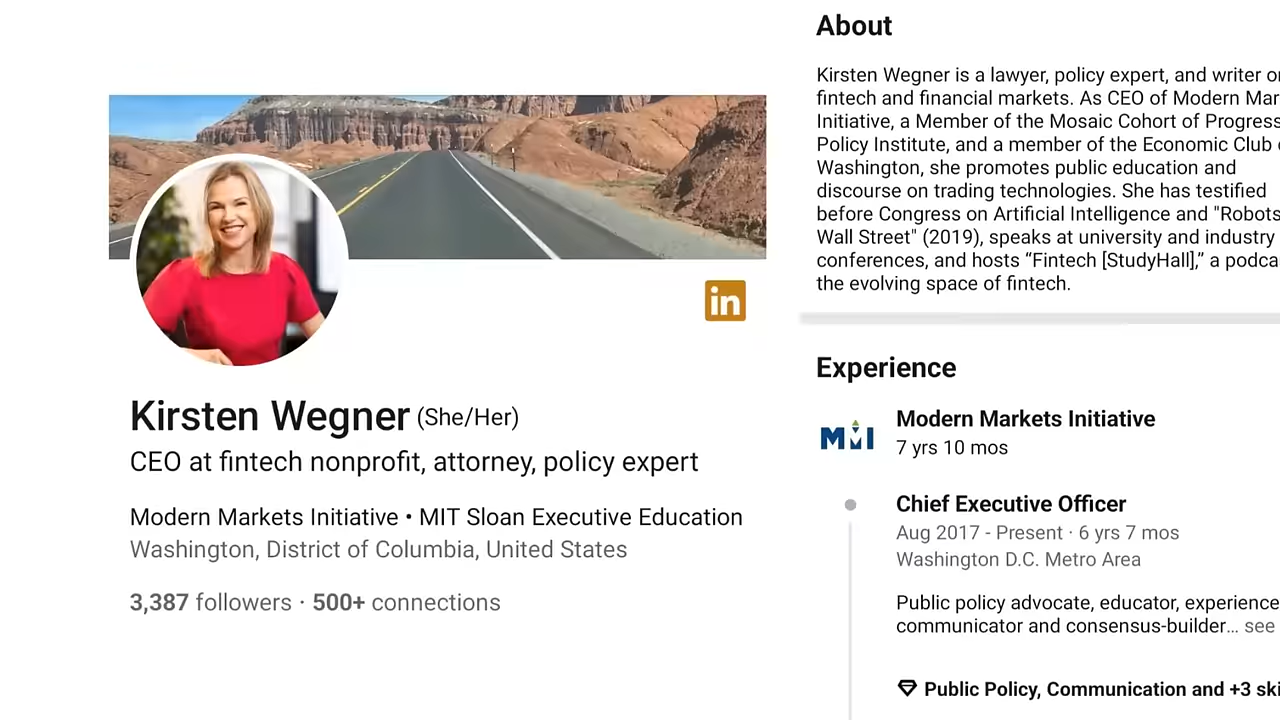 Kirsten Wegner (She/Her)
CEO at fintech nonprofit, attorney, policy expert
Modern Markets Initiative • MIT Sloan Executive Education
Washington, District of Columbia, United States
3,387 followers · 500+ connections
in
About
Kirsten Wegner is a lawyer, policy expert, and writer
fintech and financial markets. As CEO of Modern
Initiative, a Member of the Mosaic Cohort of
Policy Institute, and a member of the Economic Club
Washington, she promotes public education and
discourse on trading technologies. She has testified
before Congress on Artificial Intelligence and "Robots
Wall Street" (2019), speaks at university and industry
conferences, and hosts “Fintech [StudyHall],” a
the evolving space of fintech.
Experience
MMI
Modern Markets Initiative
7 yrs 10 mos
Chief Executive Officer
Aug 2017 - Present · 6 yrs 7 mos
Washington D.C. Metro Area
Public policy advocate, educator,
communicator and consensus-builder… see
Public Policy, Communication and +3